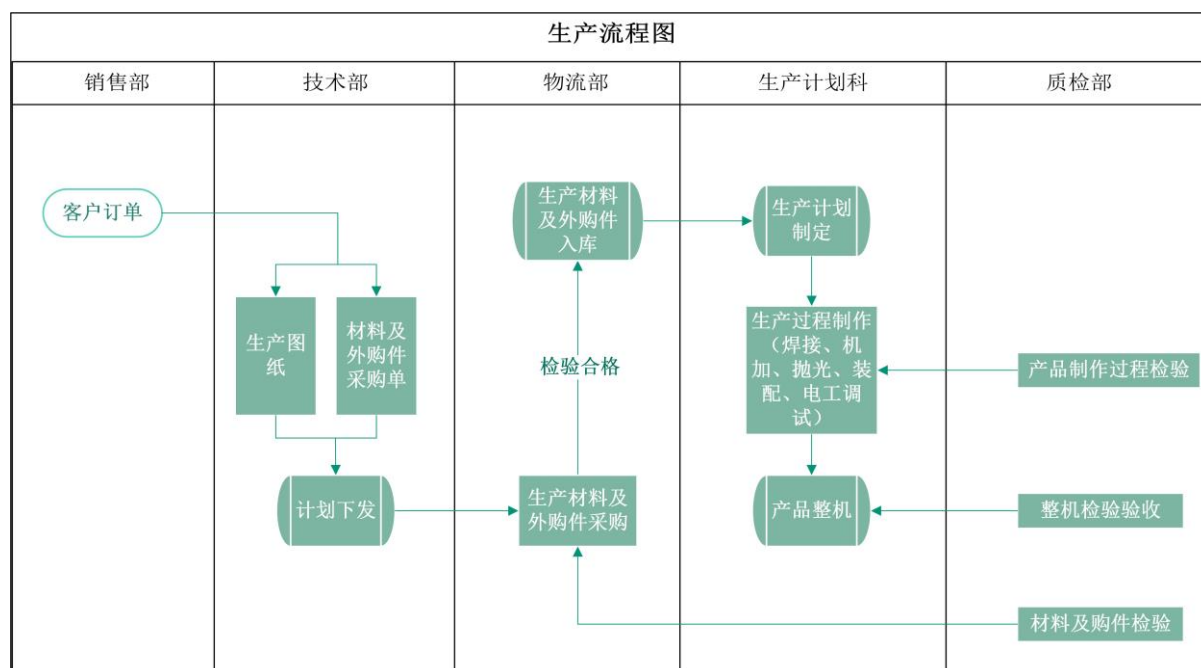 生产流程图
销售部
技术部
物流部
生产计划科
质检部
客户订单
生产图
纸
材料及
外购件
采购单
计划下发
生产材料
及外购件
入库
检验合格
生产材料及
外购件采购
生产计划
制定
生产过程制作
（焊接、机
加、抛光、装
配、电工调
试）
产品整机
产品制作过程检验
整机检验验收
材料及购件检验